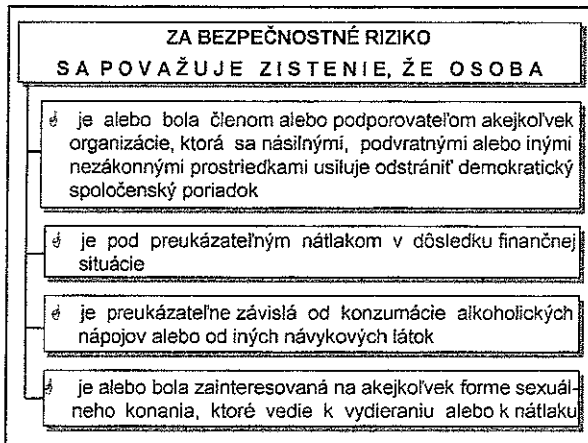 ZA BEZPEČNOSTNÉ RIZIKO
SA POVAŽUJE ZISTENIE, ŽE OSOBA
je alebo bola členom alebo podporovateľom akejkoľvek
organizácie, ktorá sa násilnými, podvratnými alebo inými
nezákonnými prostriedkami usiluje odstrániť demokratický
spoločenský poriadok
je pod preukázateľným nátlakom v dôsledku finančnej
situácie
je preukázateľne závislá od konzumácie alkoholických
nápojov alebo od iných návykových látok
je alebo bola zainteresovaná na akejkoľvek forme sexuál-
neho konania, ktoré vedie k vydieraniu alebo k nátlaku